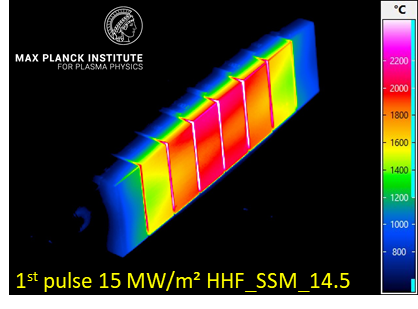 MAX PLANCK INSTITUTE
FOR PLASMA PHYSICS
°C
2200
2000
1800
1600
1400
1200
1000
800
1st pulse 15 MW/m² HHF_SSM_14.5